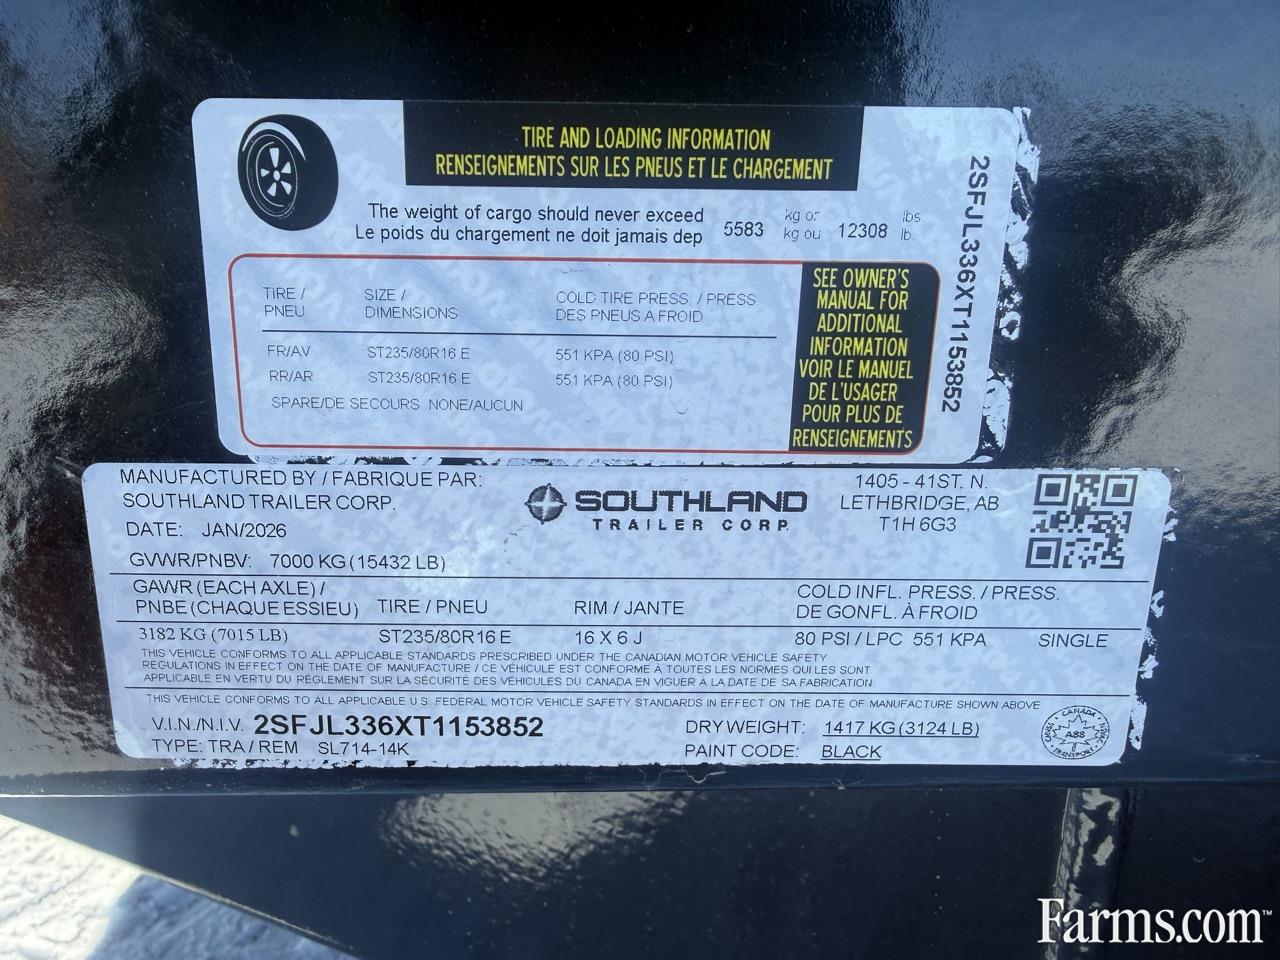 TIRE AND LOADING INFORMATION
RENSEIGNEMENTS SUR LES PNEUS ET LE CHARGEMENT
The weight of cargo should never exceed 5583 kg or 12308 lbs.
Le poids du chargement ne doit jamais dep kg ou lb.
TIRE / SIZE / COLD TIRE PRESS. / PRESS
PNEU DIMENSIONS DES PNEUS A FROID
FR/AV ST235/80R16 E 551 KPA (80 PSI)
RR/AR ST235/80R16 E 551 KPA (80 PSI)
SPARE/DE SECOURS NONE/AUCUN
SEE OWNER'S
MANUAL FOR
ADDITIONAL
INFORMATION
VOIR LE MANUEL
DE L'USAGER
POUR PLUS DE
RENSEIGNEMENTS
2SFJL336XT1153852
MANUFACTURED BY / FABRIQUE PAR:
SOUTHLAND TRAILER CORP.
DATE: JAN/2026
GVWR/PNBV: 7000 KG (15432 LB)
SOUTHLAND
TRAILER CORP.
1405 - 41ST. N.
LETHBRIDGE, AB
T1H 6G3
GAWR (EACH AXLE) / COLD INFL. PRESS. / PRESS.
PNBE (CHAQUE ESSIEU) TIRE / PNEU RIM / JANTE DE GONFL. À FROID
3182 KG (7015 LB) ST235/80R16 E 16 X 6 J 80 PSI / LPC 551 KPA SINGLE
THIS VEHICLE CONFORMS TO ALL APPLICABLE STANDARDS PRESCRIBED UNDER THE CANADIAN MOTOR VEHICLE SAFETY
REGULATIONS IN EFFECT ON THE DATE OF MANUFACTURE / CE VÉHICULE EST CONFORME À TOUTES LES NORMES QUI LES SONT
APPLICABLE EN VERTU DU RÈGLEMENT SUR LA SÉCURITÉ DES VÉHICULES DU CANADA EN VIGUER À LA DATE DE SA FABRICATION
THIS VEHICLE CONFORMS TO ALL APPLICABLE U.S. FEDERAL MOTOR VEHICLE SAFETY STANDARDS IN EFFECT ON THE DATE OF MANUFACTURE SHOWN ABOVE
V.I.N./N.I.V. 2SFJL336XT1153852 DRY WEIGHT: 1417 KG (3124 LB)
TYPE: TRA / REM SL714-14K PAINT CODE: BLACK
CANADA
A88
TRANSPORT
Farms.com™